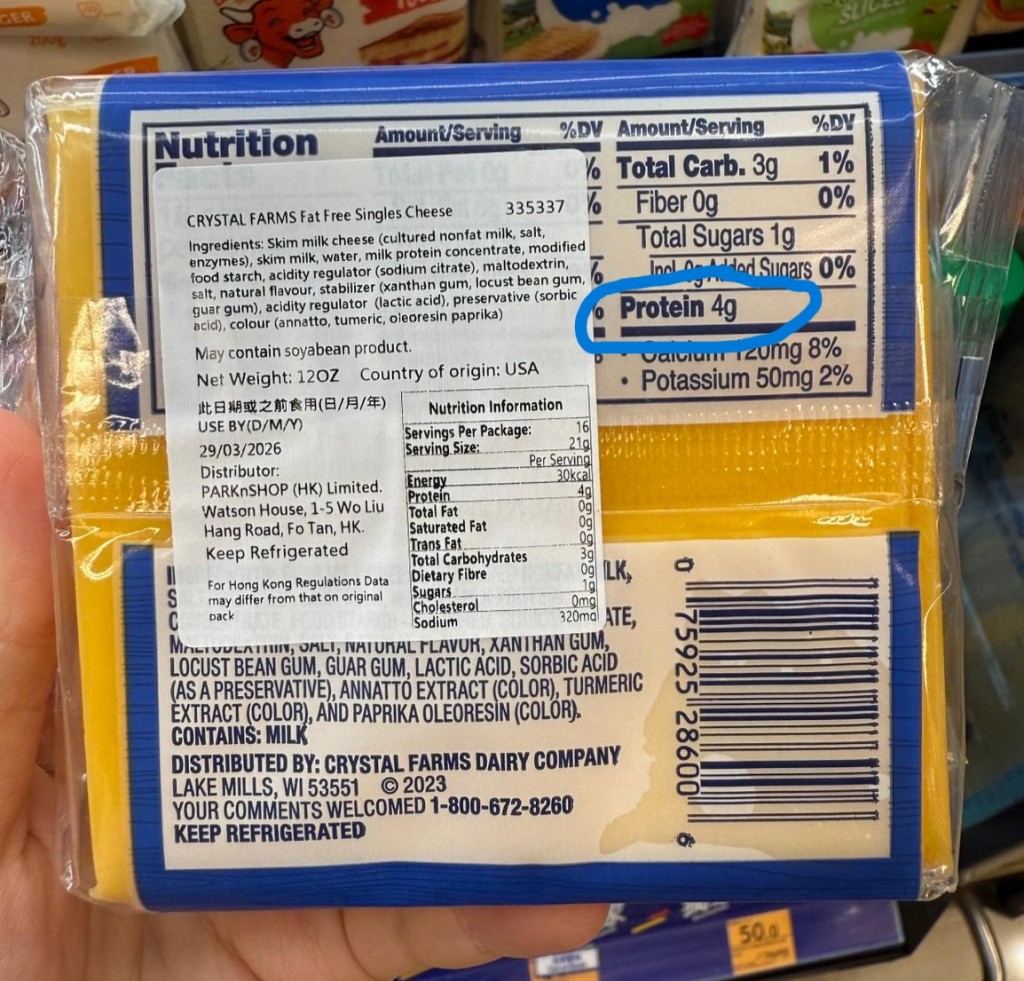 GER
SLICES
Nutrition
Amount/Serving %DV Amount/Serving %DV
Total Carb. 3g 1%
Fiber 0g 0%
Total Sugars 1g
Incl. 0g Added Sugars 0%
Protein 4g
• Calcium 120mg 8%
• Potassium 50mg 2%
CRYSTAL FARMS Fat Free Singles Cheese 335337
Ingredients: Skim milk cheese (cultured nonfat milk, salt,
enzymes), skim milk, water, milk protein concentrate, modified
food starch, acidity regulator (sodium citrate), maltodextrin,
salt, natural flavour, stabilizer (xanthan gum, locust bean gum,
guar gum), acidity regulator (lactic acid), preservative (sorbic
acid), colour (annatto, tumeric, oleoresin paprika)
May contain soyabean product.
Net Weight: 12OZ Country of origin: USA
此日期或之前食用(日/月/年)
USE BY(D/M/Y)
29/03/2026
Distributor:
PARKnSHOP (HK) Limited.
Watson House, 1-5 Wo Liu
Hang Road, Fo Tan, HK.
Keep Refrigerated
For Hong Kong Regulations Data
may differ from that on original
pack
Nutrition Information
Servings Per Package: 16
Serving Size: 21g
Per Serving
Energy 30kcal
Protein 4g
Total Fat 0g
Saturated Fat 0g
Trans Fat 0g
Total Carbohydrates 3g
Dietary Fibre 0g
Sugars 1g
Cholesterol 0mg
Sodium 320mg
MALTODEXTRIN, SALT, NATURAL FLAVOR, XANTHAN GUM,
LOCUST BEAN GUM, GUAR GUM, LACTIC ACID, SORBIC ACID
(AS A PRESERVATIVE), ANNATTO EXTRACT (COLOR), TURMERIC
EXTRACT (COLOR), AND PAPRIKA OLEORESIN (COLOR).
CONTAINS: MILK
DISTRIBUTED BY: CRYSTAL FARMS DAIRY COMPANY
LAKE MILLS, WI 53551 © 2023
YOUR COMMENTS WELCOMED 1-800-672-8260
KEEP REFRIGERATED
0 75925 28600 6
50.0